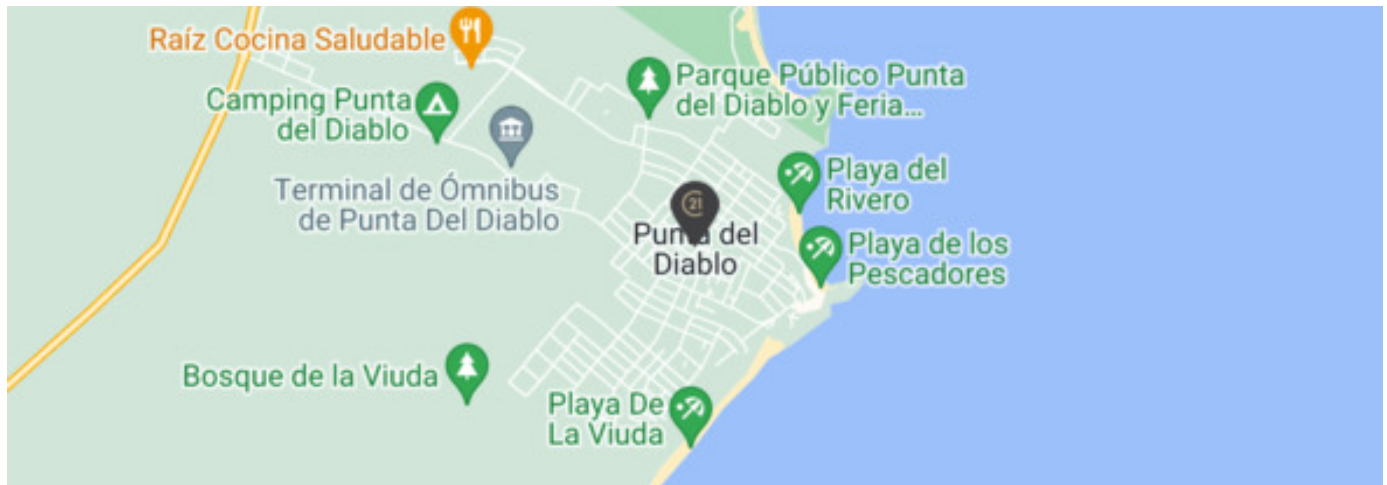 Raíz Cocina Saludable
Camping Punta
del Diablo
Parque Público Punta
del Diablo y Feria...
Terminal de Ómnibus
de Punta Del Diablo
Playa del
Rivero
21
Punta del
Diablo
Playa de los
Pescadores
Bosque de la Viuda
Playa De
La Viuda